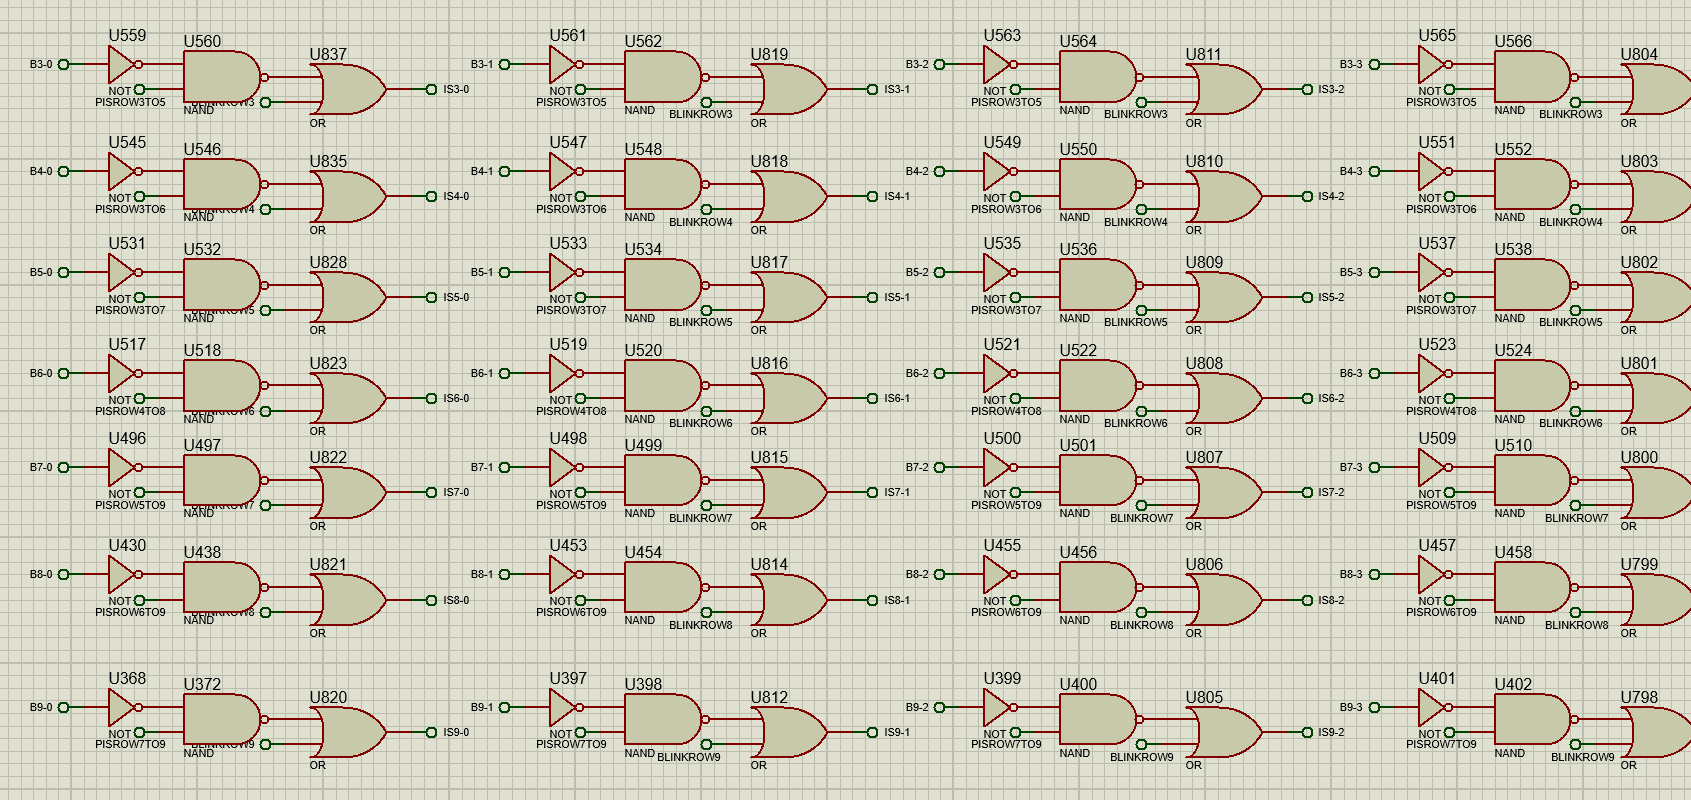 U559 U560 U837 U561 U562 U819 U563 U564 U811 U565 U566 U804
B3-0 NOT IS3-0 B3-1 NOT IS3-1 B3-2 NOT IS3-2 B3-3 NOT
PISROW3TO5 NAND BLINKROW3 OR PISROW3TO5 NAND BLINKROW3 OR PISROW3TO5 NAND BLINKROW3 OR PISROW3TO5 NAND BLINKROW3 OR
U545 U546 U835 U547 U548 U818 U549 U550 U810 U551 U552 U803
B4-0 NOT IS4-0 B4-1 NOT IS4-1 B4-2 NOT IS4-2 B4-3 NOT
PISROW3TO6 NAND BLINKROW4 OR PISROW3TO6 NAND BLINKROW4 OR PISROW3TO6 NAND BLINKROW4 OR PISROW3TO6 NAND BLINKROW4 OR
U531 U532 U828 U533 U534 U817 U535 U536 U809 U537 U538 U802
B5-0 NOT IS5-0 B5-1 NOT IS5-1 B5-2 NOT IS5-2 B5-3 NOT
PISROW3TO7 NAND BLINKROW5 OR PISROW3TO7 NAND BLINKROW5 OR PISROW3TO7 NAND BLINKROW5 OR PISROW3TO7 NAND BLINKROW5 OR
U517 U518 U823 U519 U520 U816 U521 U522 U808 U523 U524 U801
B6-0 NOT IS6-0 B6-1 NOT IS6-1 B6-2 NOT IS6-2 B6-3 NOT
PISROW4TO8 NAND BLINKROW6 OR PISROW4TO8 NAND BLINKROW6 OR PISROW4TO8 NAND BLINKROW6 OR PISROW4TO8 NAND BLINKROW6 OR
U496 U497 U822 U498 U499 U815 U500 U501 U807 U509 U510 U800
B7-0 NOT IS7-0 B7-1 NOT IS7-1 B7-2 NOT IS7-2 B7-3 NOT
PISROW5TO9 NAND BLINKROW7 OR PISROW5TO9 NAND BLINKROW7 OR PISROW5TO9 NAND BLINKROW7 OR PISROW5TO9 NAND BLINKROW7 OR
U430 U438 U821 U453 U454 U814 U455 U456 U806 U457 U458 U799
B8-0 NOT IS8-0 B8-1 NOT IS8-1 B8-2 NOT IS8-2 B8-3 NOT
PISROW6TO9 NAND BLINKROW8 OR PISROW6TO9 NAND BLINKROW8 OR PISROW6TO9 NAND BLINKROW8 OR PISROW6TO9 NAND BLINKROW8 OR
U368 U372 U820 U397 U398 U812 U399 U400 U805 U401 U402 U798
B9-0 NOT IS9-0 B9-1 NOT IS9-1 B9-2 NOT IS9-2 B9-3 NOT
PISROW7TO9 NAND BLINKROW9 OR PISROW7TO9 NAND BLINKROW9 OR PISROW7TO9 NAND BLINKROW9 OR PISROW7TO9 NAND BLINKROW9 OR